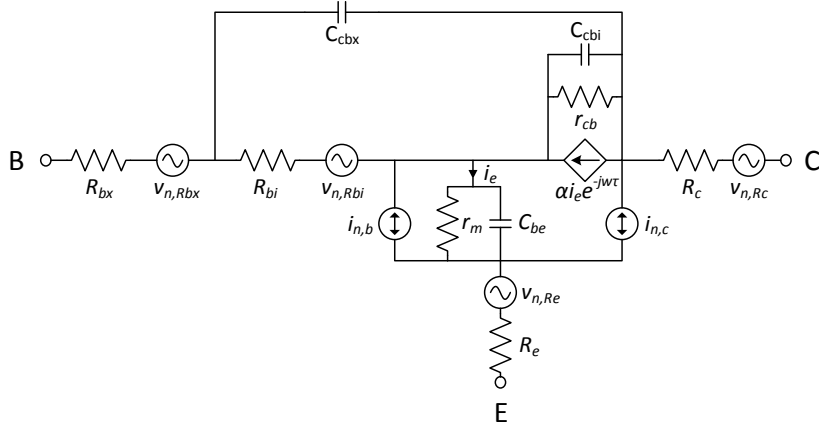 C_cbx
C_cbi
r_cb
B
C
i_e
R_bx
v_n,Rbx
R_bi
v_n,Rbi
αi_e e^-jwτ
R_c
v_n,Rc
i_n,b
r_m
C_be
i_n,c
v_n,Re
R_e
E